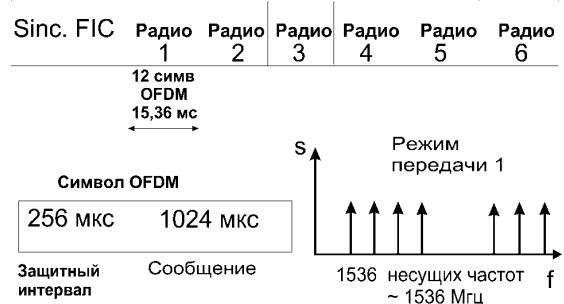 Sinc. FIC Радио 1 Радио 2 Радио 3 Радио 4 Радио 5 Радио 6
12 симв
OFDM
15,36 мс
Символ OFDM
256 мкс 1024 мкс
Защитный
интервал
Сообщение
S
Режим
передачи 1
1536 несущих частот
~ 1536 Мгц
f